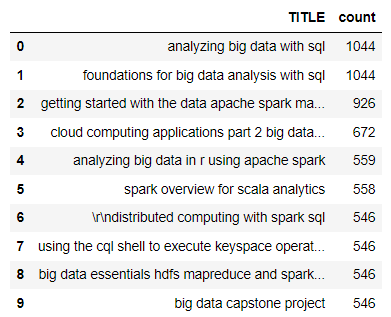 TITLE count
0 analyzing big data with sql 1044
1 foundations for big data analysis with sql 1044
2 getting started with the data apache spark ma... 926
3 cloud computing applications part 2 big data... 672
4 analyzing big data in r using apache spark 559
5 spark overview for scala analytics 558
6 \r\ndistributed computing with spark sql 546
7 using the cql shell to execute keyspace operat... 546
8 big data essentials hdfs mapreduce and spark... 546
9 big data capstone project 546